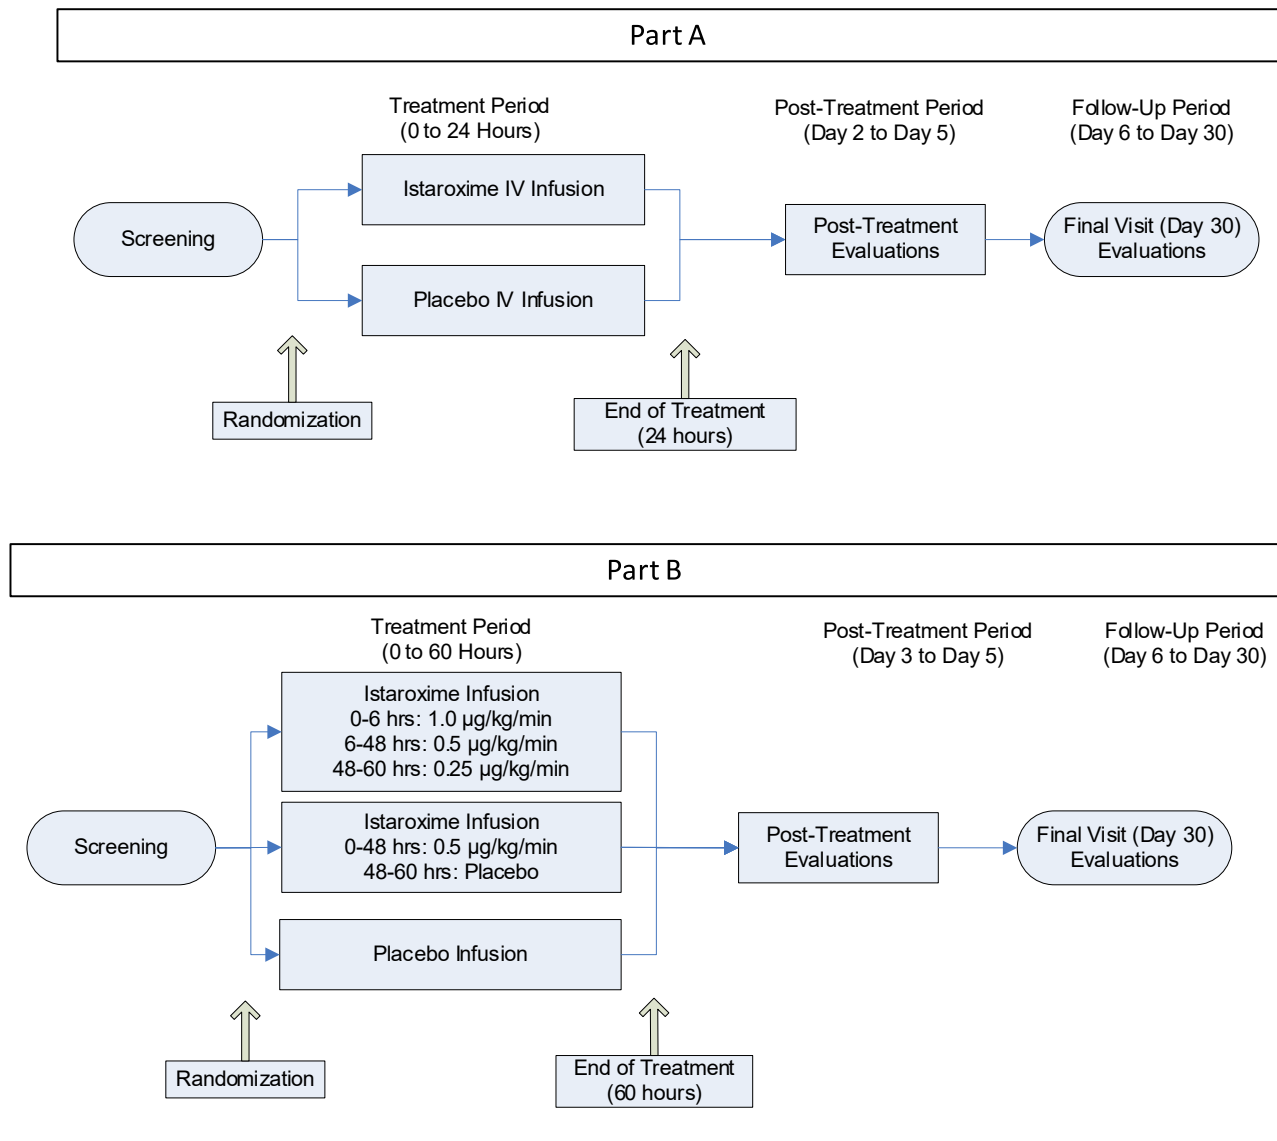 Part A
Treatment Period
(0 to 24 Hours)
Post-Treatment Period
(Day 2 to Day 5)
Follow-Up Period
(Day 6 to Day 30)
Screening
Istaroxime IV Infusion
Placebo IV Infusion
Post-Treatment
Evaluations
Final Visit (Day 30)
Evaluations
Randomization
End of Treatment
(24 hours)
Part B
Treatment Period
(0 to 60 Hours)
Post-Treatment Period
(Day 3 to Day 5)
Follow-Up Period
(Day 6 to Day 30)
Screening
Istaroxime Infusion
0-6 hrs: 1.0 µg/kg/min
6-48 hrs: 0.5 µg/kg/min
48-60 hrs: 0.25 µg/kg/min
Istaroxime Infusion
0-48 hrs: 0.5 µg/kg/min
48-60 hrs: Placebo
Placebo Infusion
Post-Treatment
Evaluations
Final Visit (Day 30)
Evaluations
Randomization
End of Treatment
(60 hours)